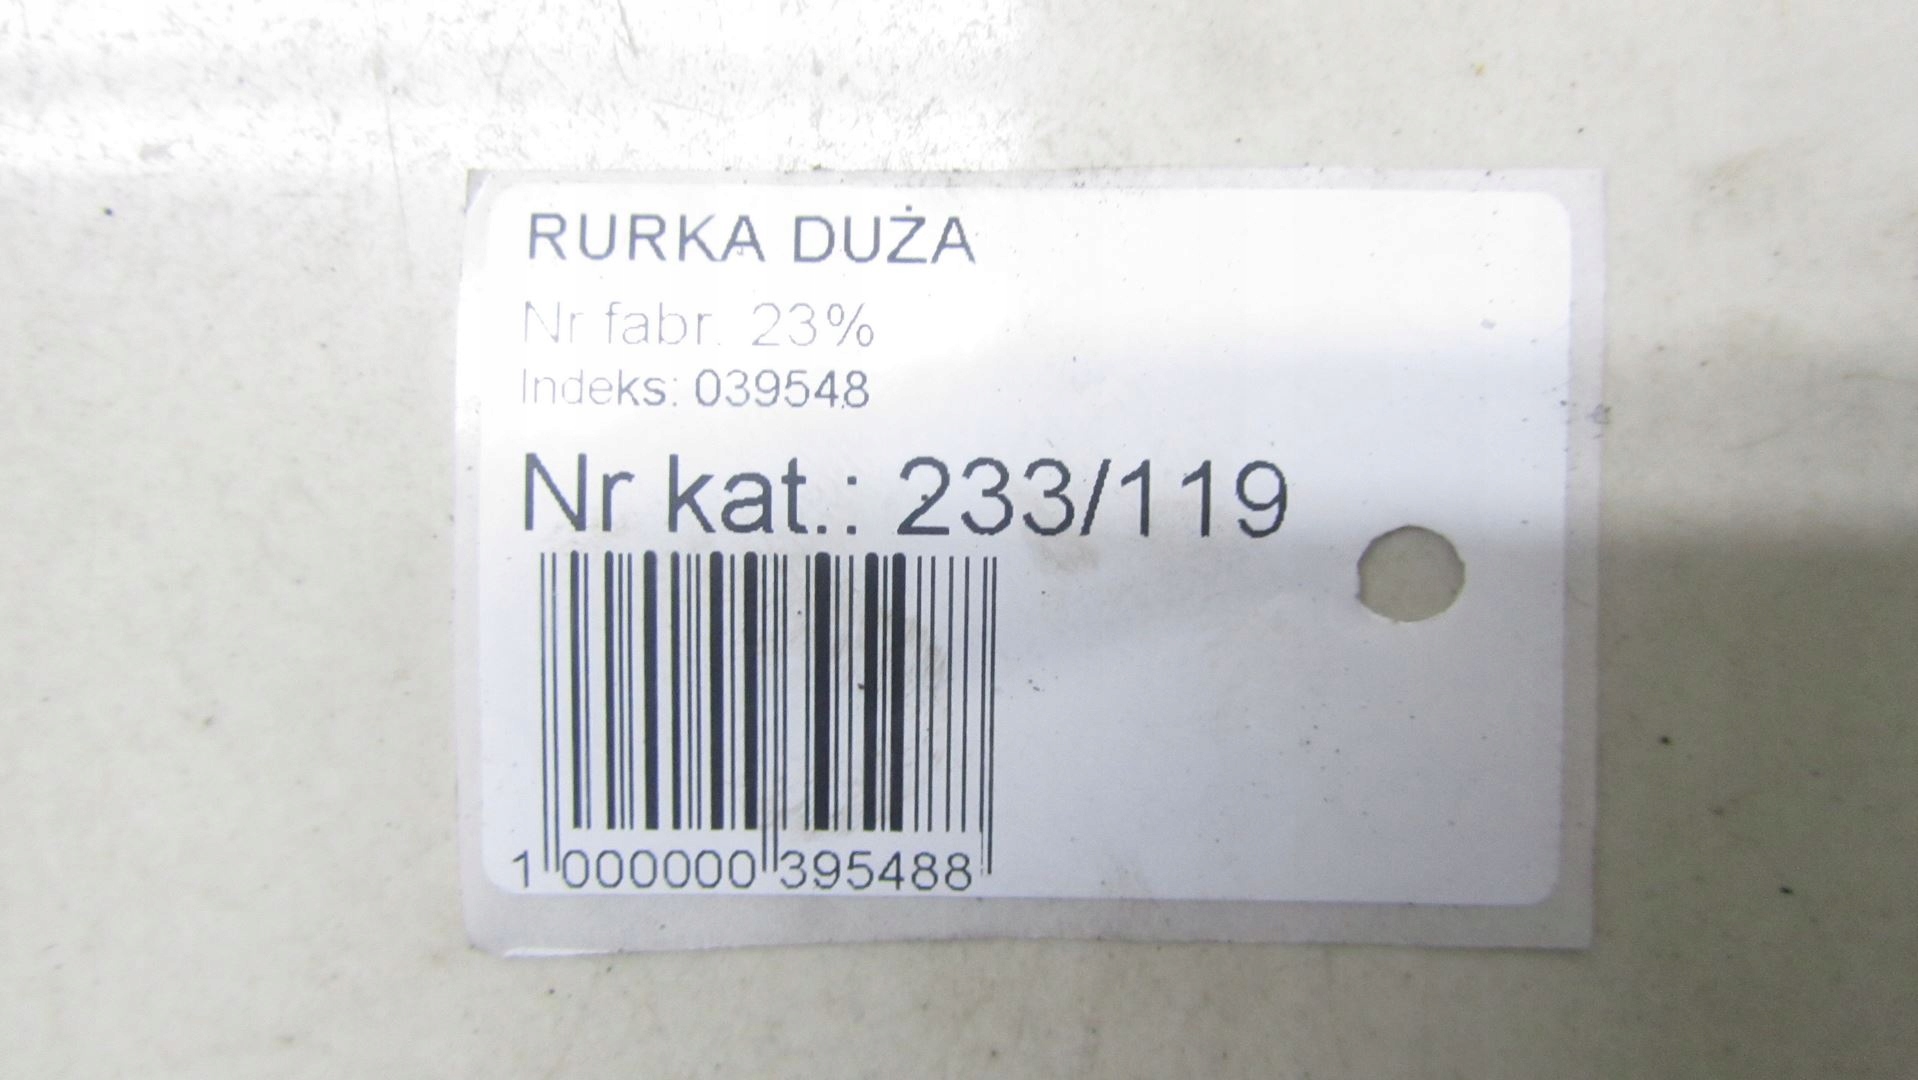 RURKA DUŻA
Nr fabr. 23%
Indeks: 039548
Nr kat.: 233/119
1 000000 395488